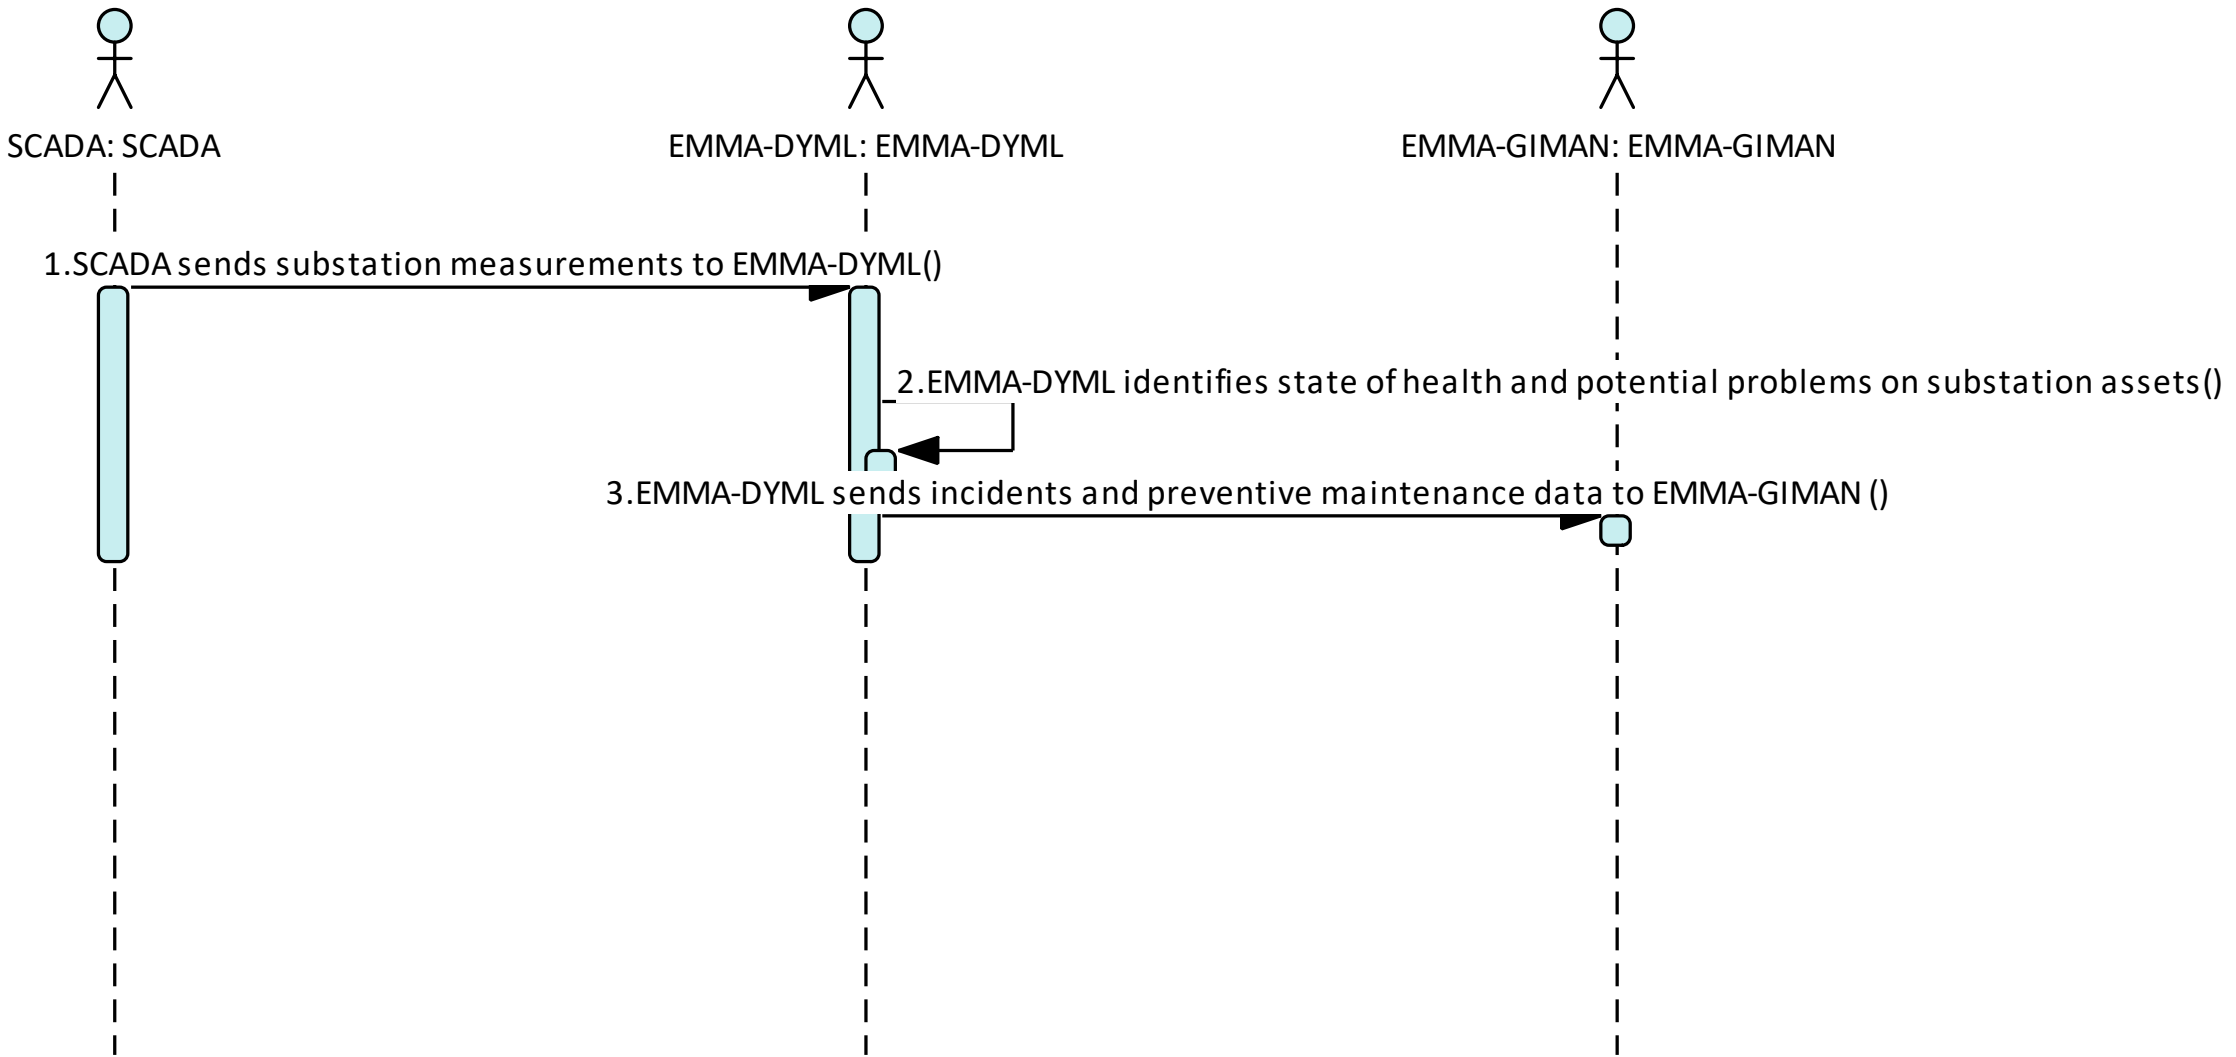 SCADA: SCADA
EMMA-DYML: EMMA-DYML
EMMA-GIMAN: EMMA-GIMAN
1.SCADA sends substation measurements to EMMA-DYML()
2.EMMA-DYML identifies state of health and potential problems on substation assets()
3.EMMA-DYML sends incidents and preventive maintenance data to EMMA-GIMAN ()